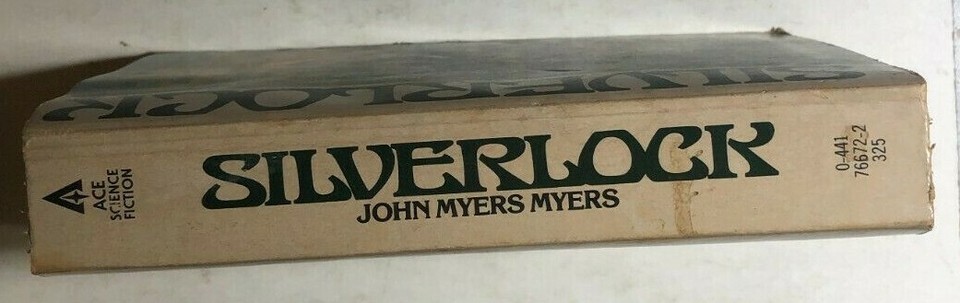 SILVERLOCK
ACE
SCIENCE
FICTION
SILVERLOCK
JOHN MYERS MYERS
0-441
76672-2
325